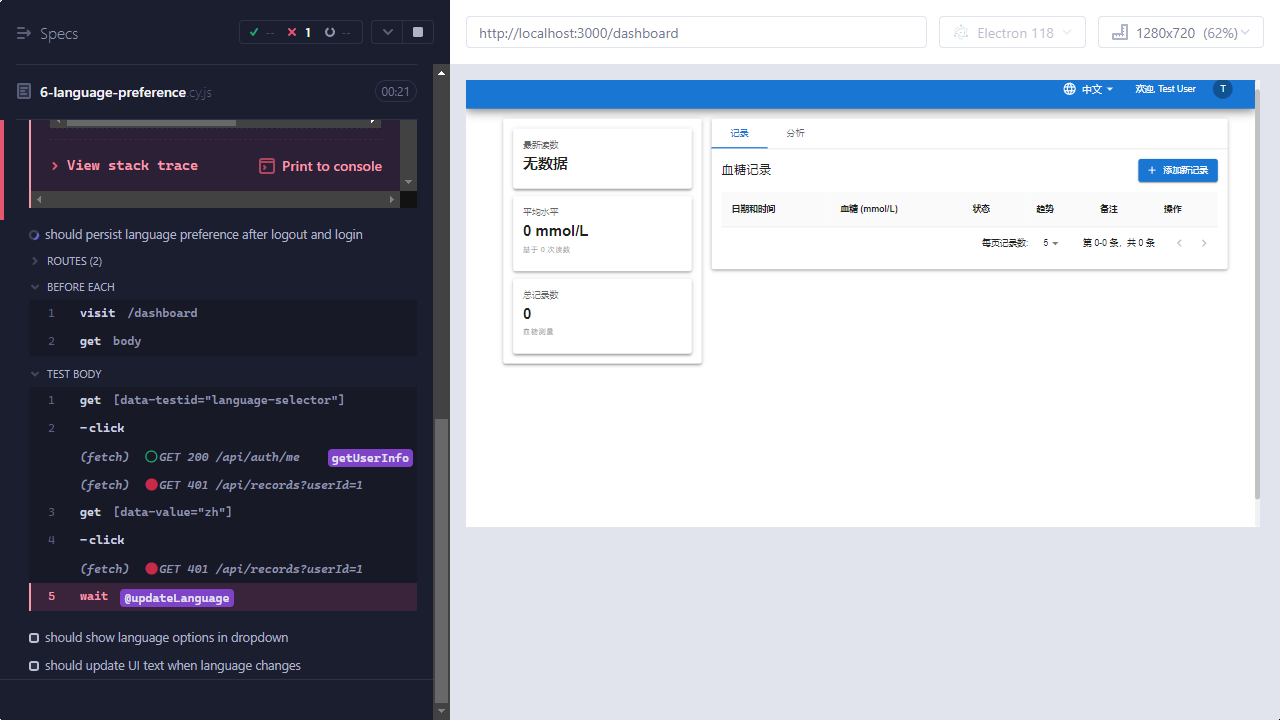 Specs
-- 1 --
6-language-preference.cy.js
00:21
> View stack trace
Print to console
should persist language preference after logout and login
ROUTES (2)
BEFORE EACH
1 visit /dashboard
2 get body
TEST BODY
1 get [data-testid="language-selector"]
2 -click
(fetch) GET 200 /api/auth/me getUserInfo
(fetch) GET 401 /api/records?userId=1
3 get [data-value="zh"]
4 -click
(fetch) GET 401 /api/records?userId=1
5 wait @updateLanguage
should show language options in dropdown
should update UI text when language changes
http://localhost:3000/dashboard
Electron 118
1280x720 (62%)
中文
欢迎, Test User
T
最新读数
无数据
平均水平
0 mmol/L
基于 0 次读数
总记录数
0
血糖测量
记录 分析
血糖记录
+ 添加新记录
日期和时间 血糖 (mmol/L) 状态 趋势 备注 操作
每页记录数: 5 第 0-0 条，共 0 条